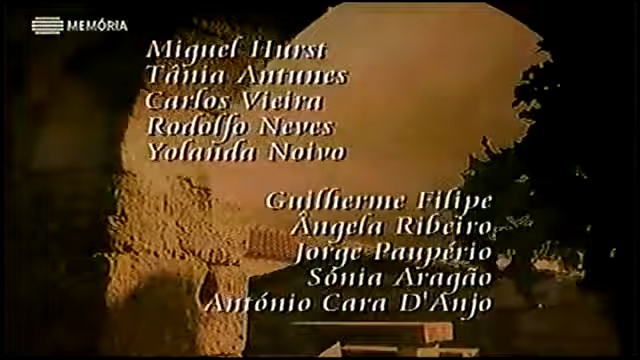 MEMÓRIA
Miguel Hurst
Tânia Antunes
Carlos Vieira
Rodolfo Neves
Yolanda Noivo
Guilherme Filipe
Ângela Ribeiro
Jorge Paupério
Sónia Aragão
António Cara D'Anjo